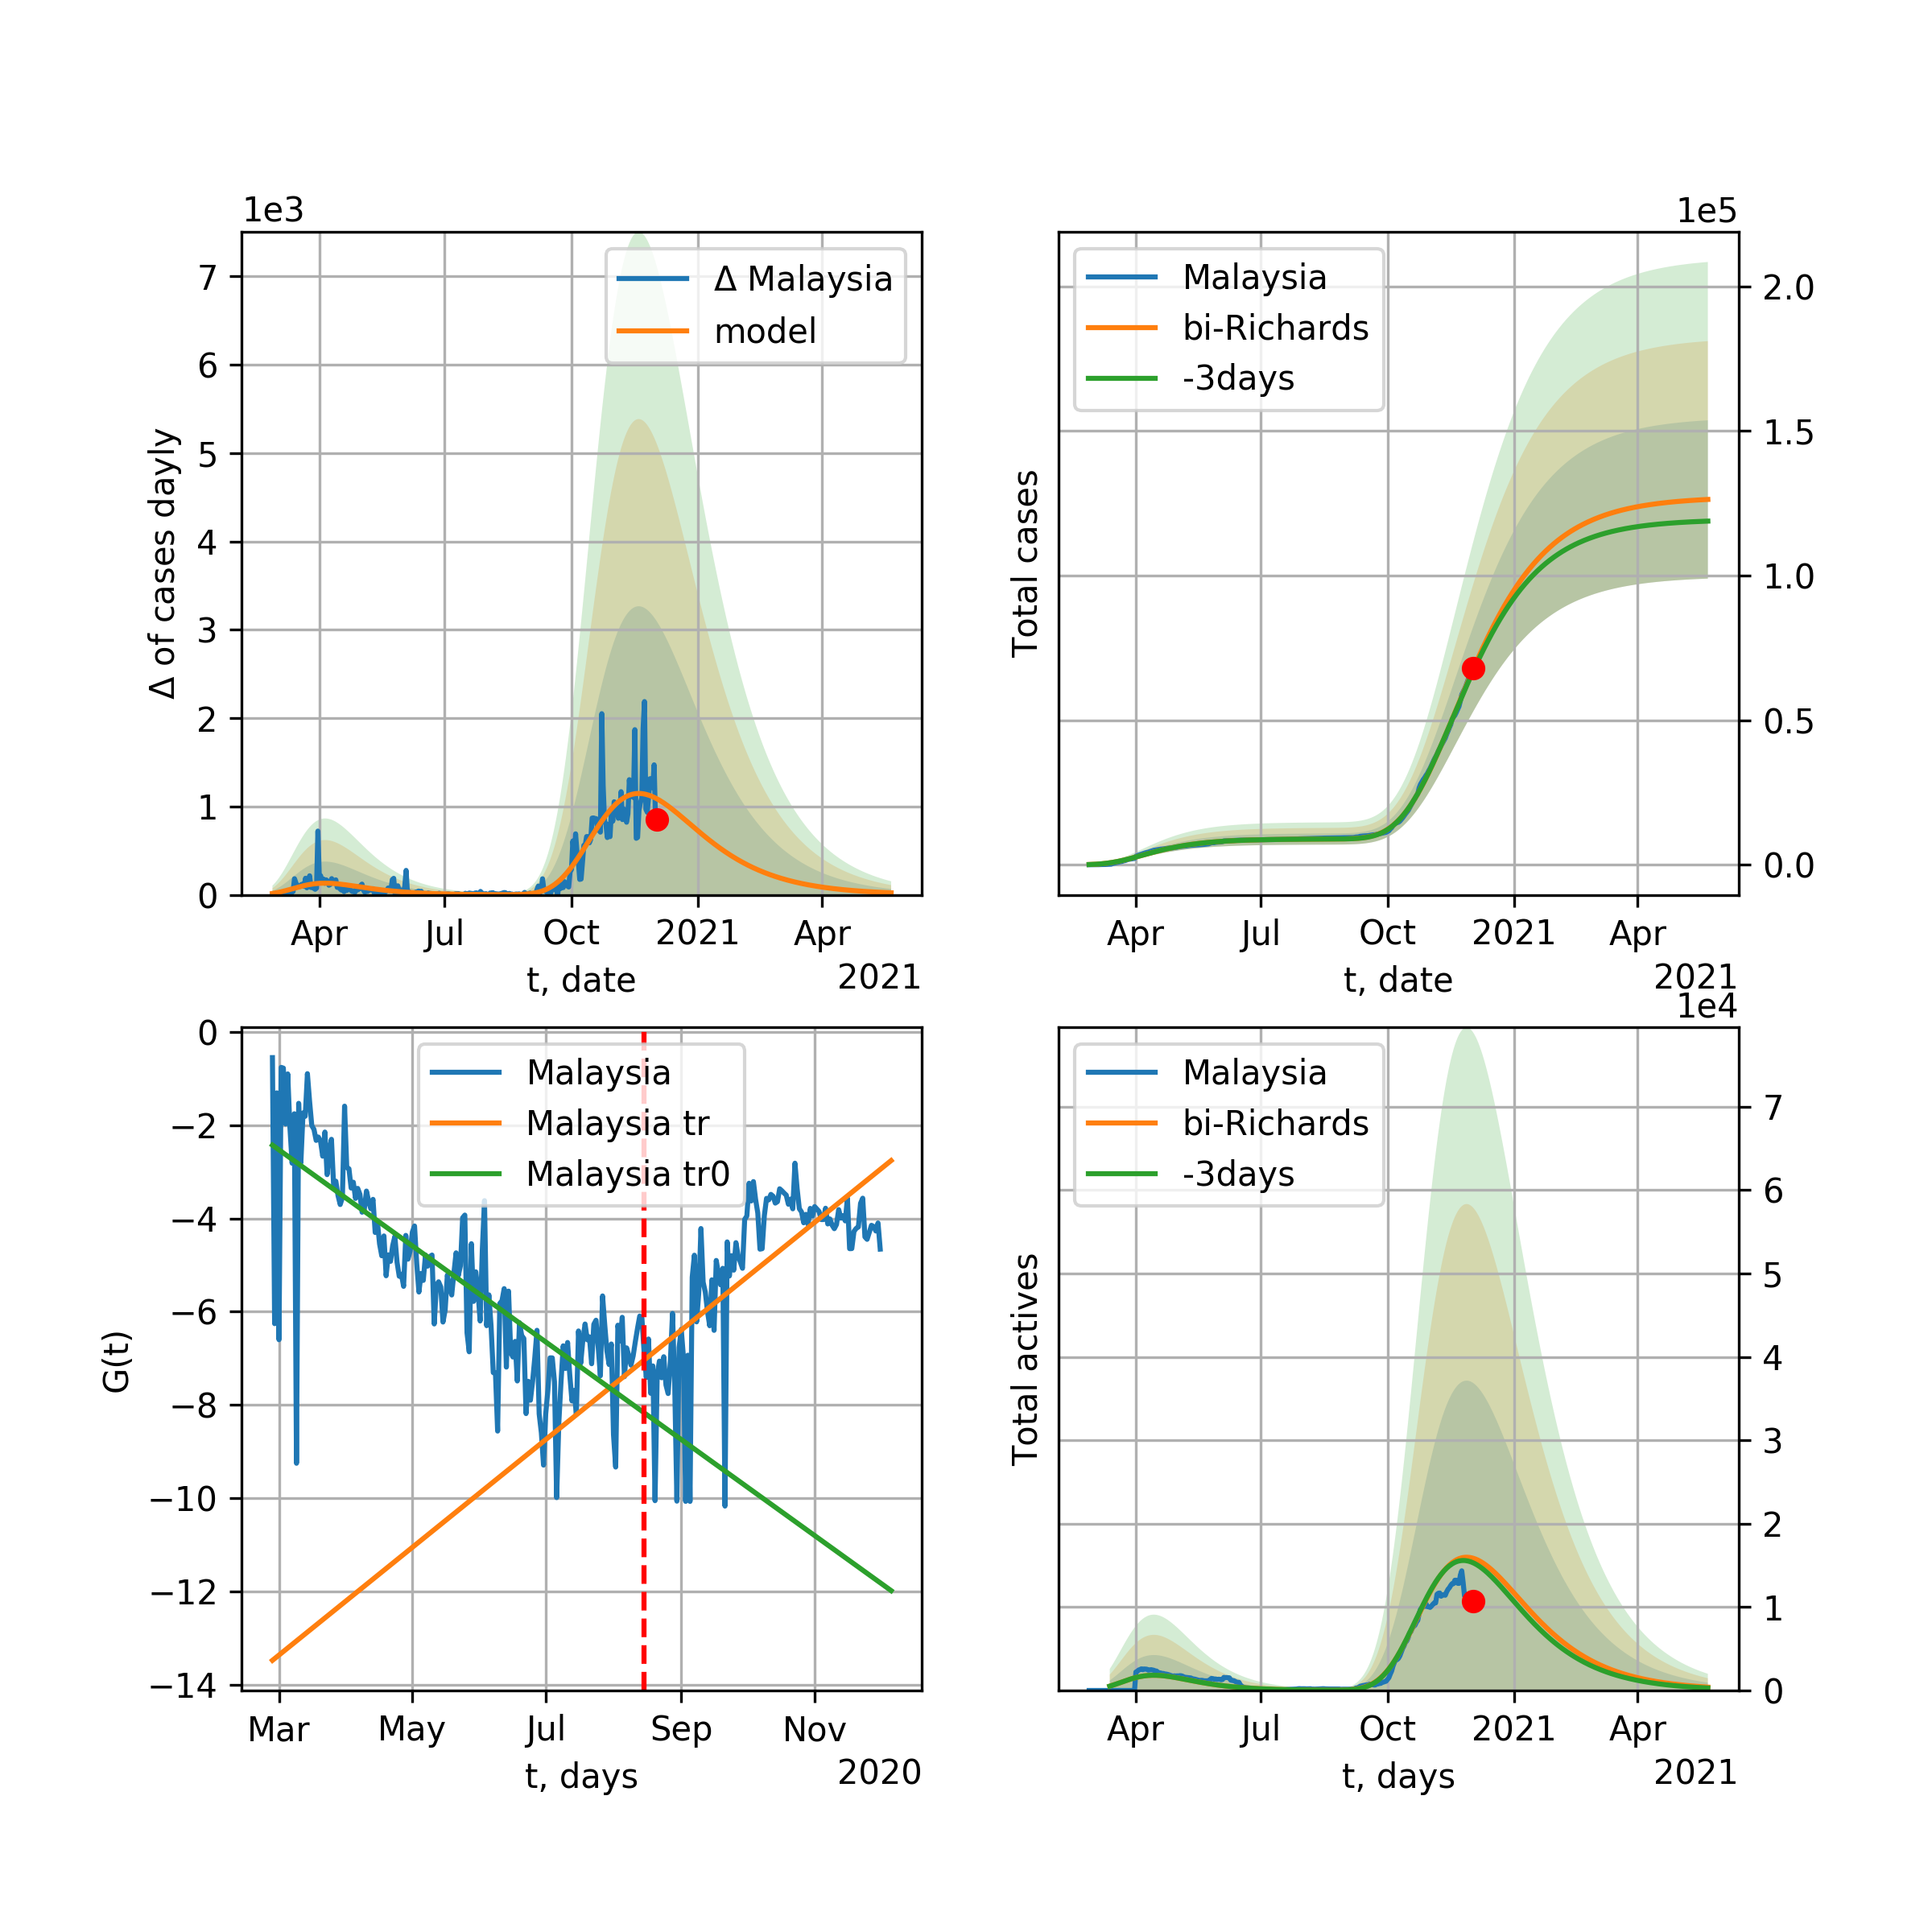 1e3
7
6
5
4
3
2
1
0
Δ of cases dayly
Δ Malaysia
model
Apr Jul Oct 2021 Apr
t, date
2021
1e5
Malaysia
bi-Richards
-3days
Total cases
2.0
1.5
1.0
0.5
0.0
Apr Jul Oct 2021 Apr
t, date
2021
0
−2
−4
−6
−8
−10
−12
−14
G(t)
Malaysia
Malaysia tr
Malaysia tr0
Mar May Jul Sep Nov
t, days
2020
1e4
Malaysia
bi-Richards
-3days
Total actives
7
6
5
4
3
2
1
0
Apr Jul Oct 2021 Apr
t, days
2021